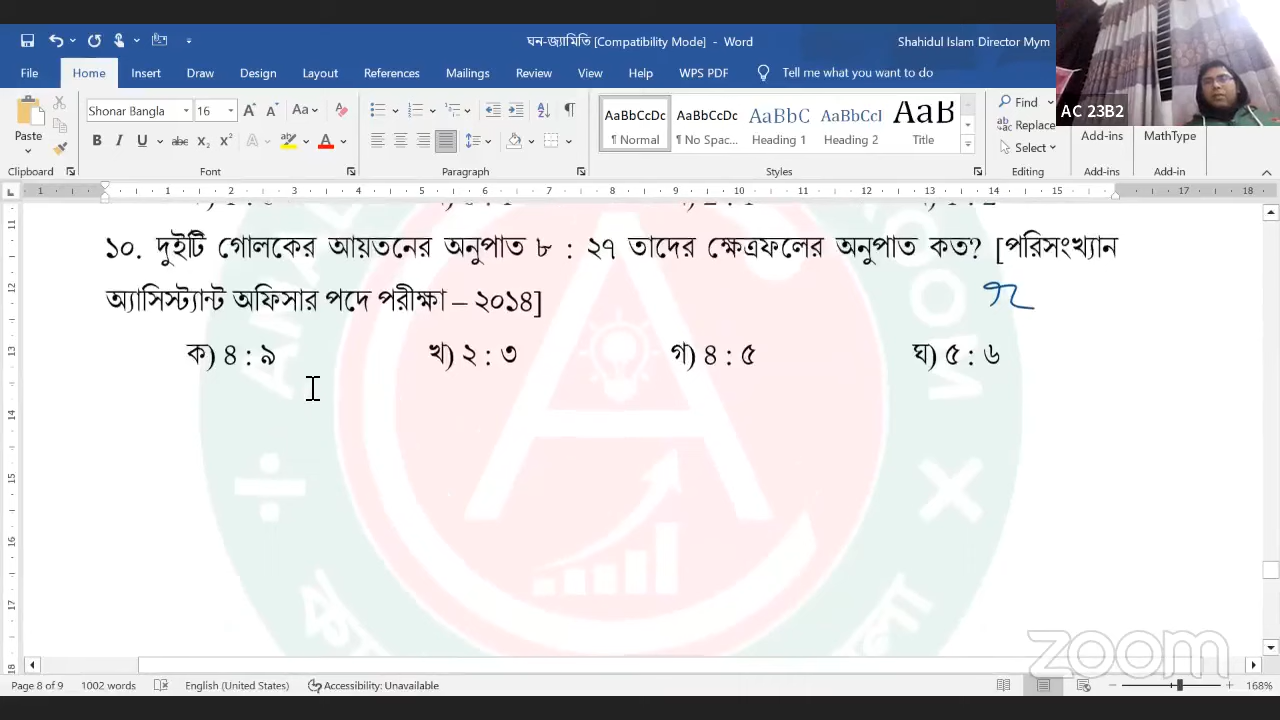 ঘন-জ্যামিতি [Compatibility Mode] - Word
Shahidul Islam Director Mym
File Home Insert Draw Design Layout References Mailings Review View Help WPS PDF Tell me what you want to do
AC 23B2
Paste
Shonar Bangla 16
AaBbCcDc AaBbCcDc AaBbC AaBbCcI AaB
¶ Normal ¶ No Spac... Heading 1 Heading 2 Title
Find
Replace
Select
Add-ins MathType
Clipboard Font Paragraph Styles Editing Add-ins Add-in
১০. দুইটি গোলকের আয়তনের অনুপাত ৮ : ২৭ তাদের ক্ষেত্রফলের অনুপাত কত? [পরিসংখ্যান
অ্যাসিস্ট্যান্ট অফিসার পদে পরীক্ষা – ২০১৪]
ক) ৪ : ৯ খ) ২ : ৩ গ) ৪ : ৫ ঘ) ৫ : ৬
zoom
Page 8 of 9 1002 words English (United States) Accessibility: Unavailable 168%